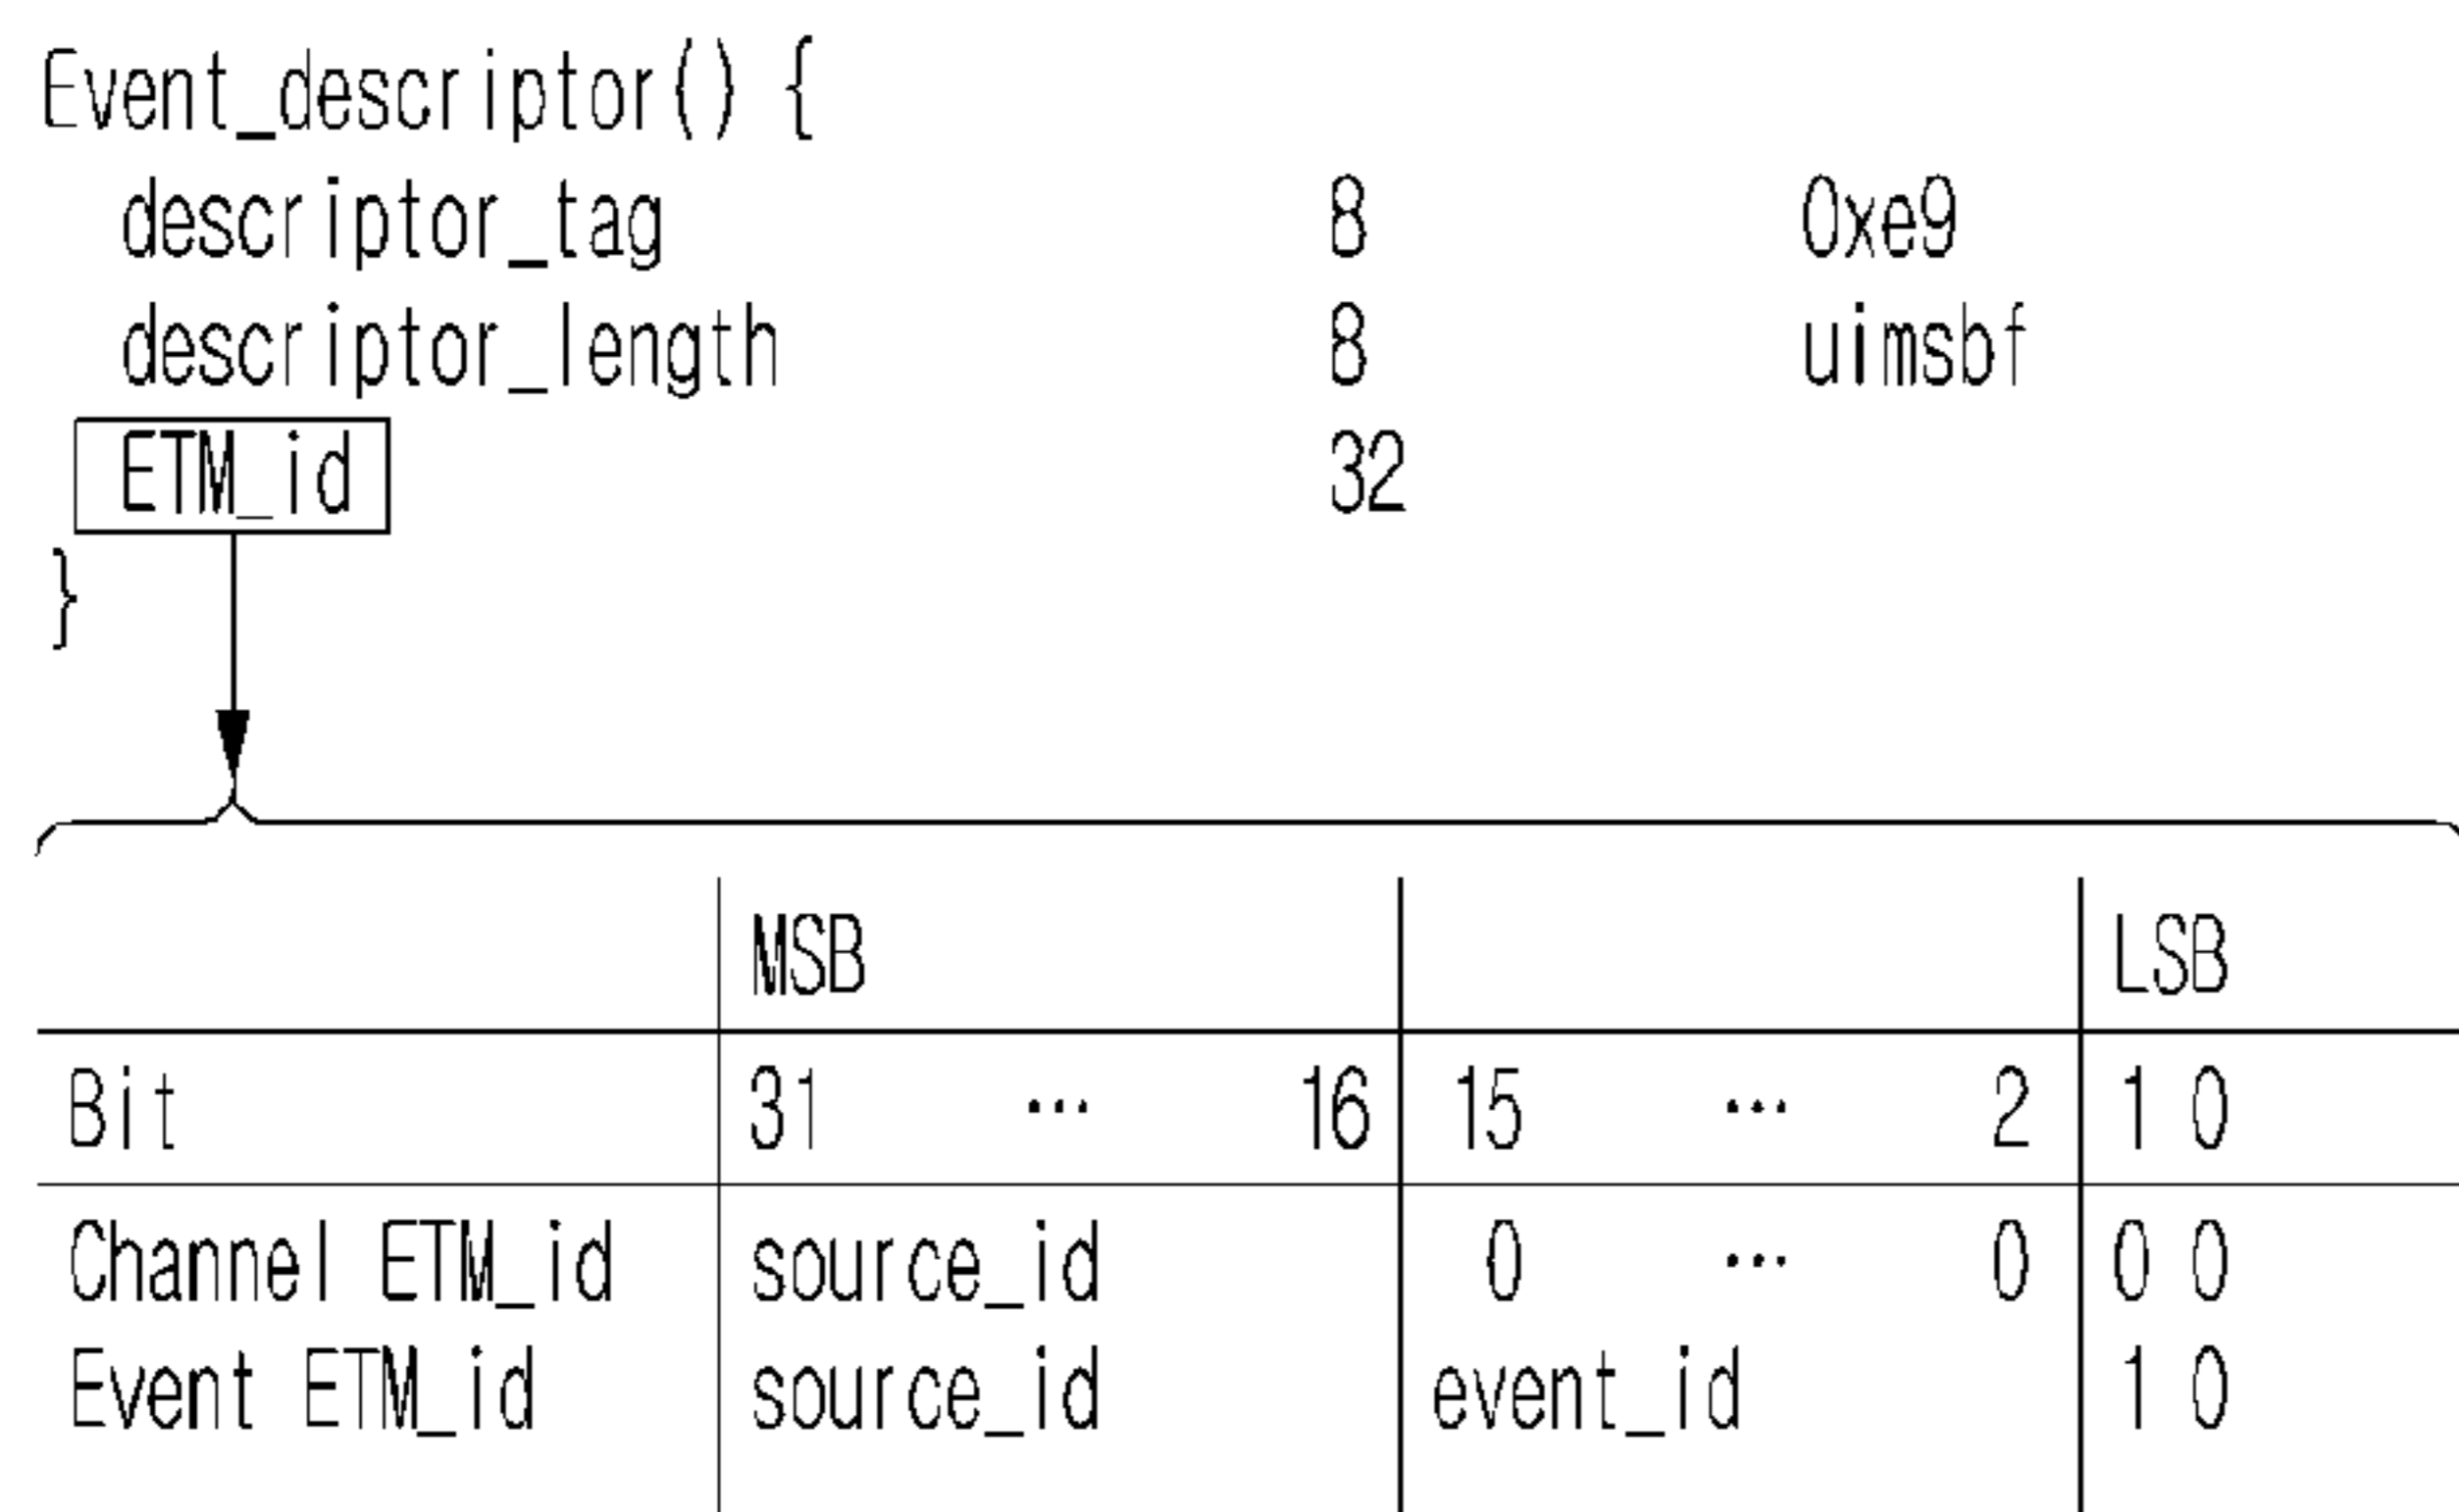 Event_descriptor() {
descriptor_tag 8 0xe9
descriptor_length 8 uimsbf
ETM_id 32
}
MSB LSB
Bit 31 … 16 15 … 2 1 0
Channel ETM_id source_id 0 … 0 0 0
Event ETM_id source_id event_id 1 0